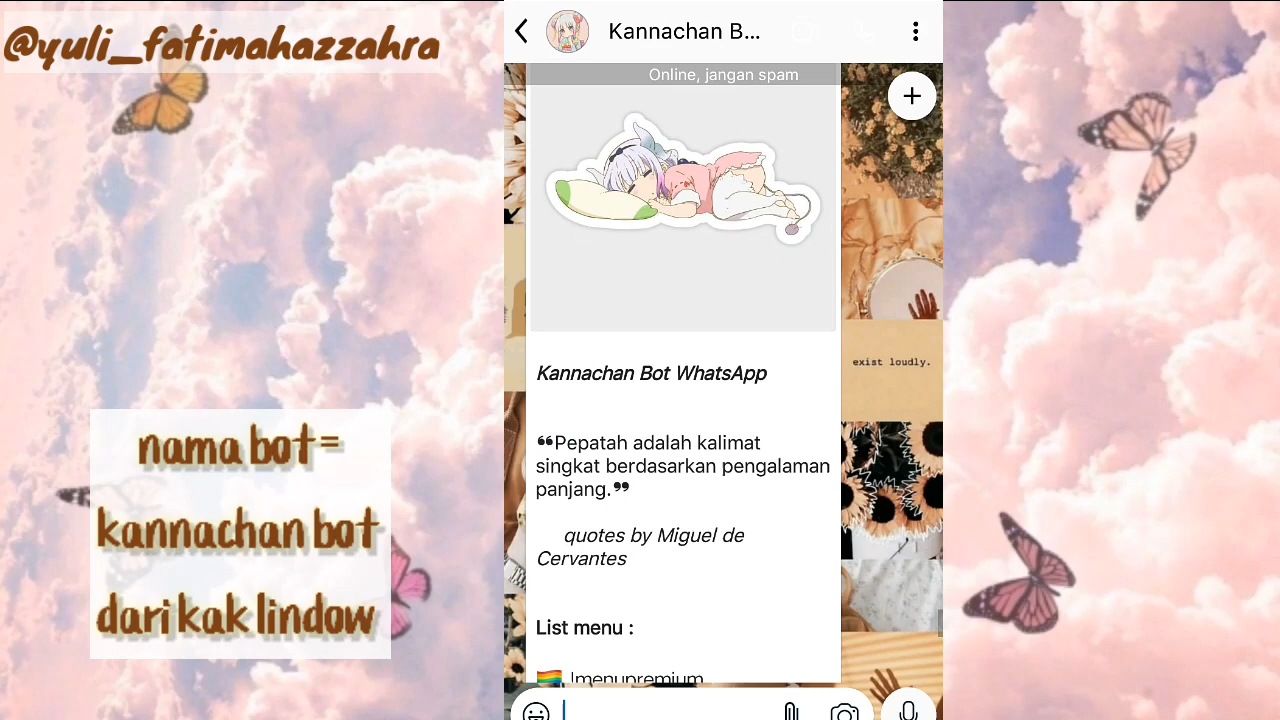 @yuli_fatimahazzahra
Kannachan B...
Online, jangan spam
exist loudly.
Kannachan Bot WhatsApp
❝Pepatah adalah kalimat
singkat berdasarkan pengalaman
panjang.❞
quotes by Miguel de
Cervantes
List menu :
!menupremium
nama bot=
kannachan bot
dari kak lindow